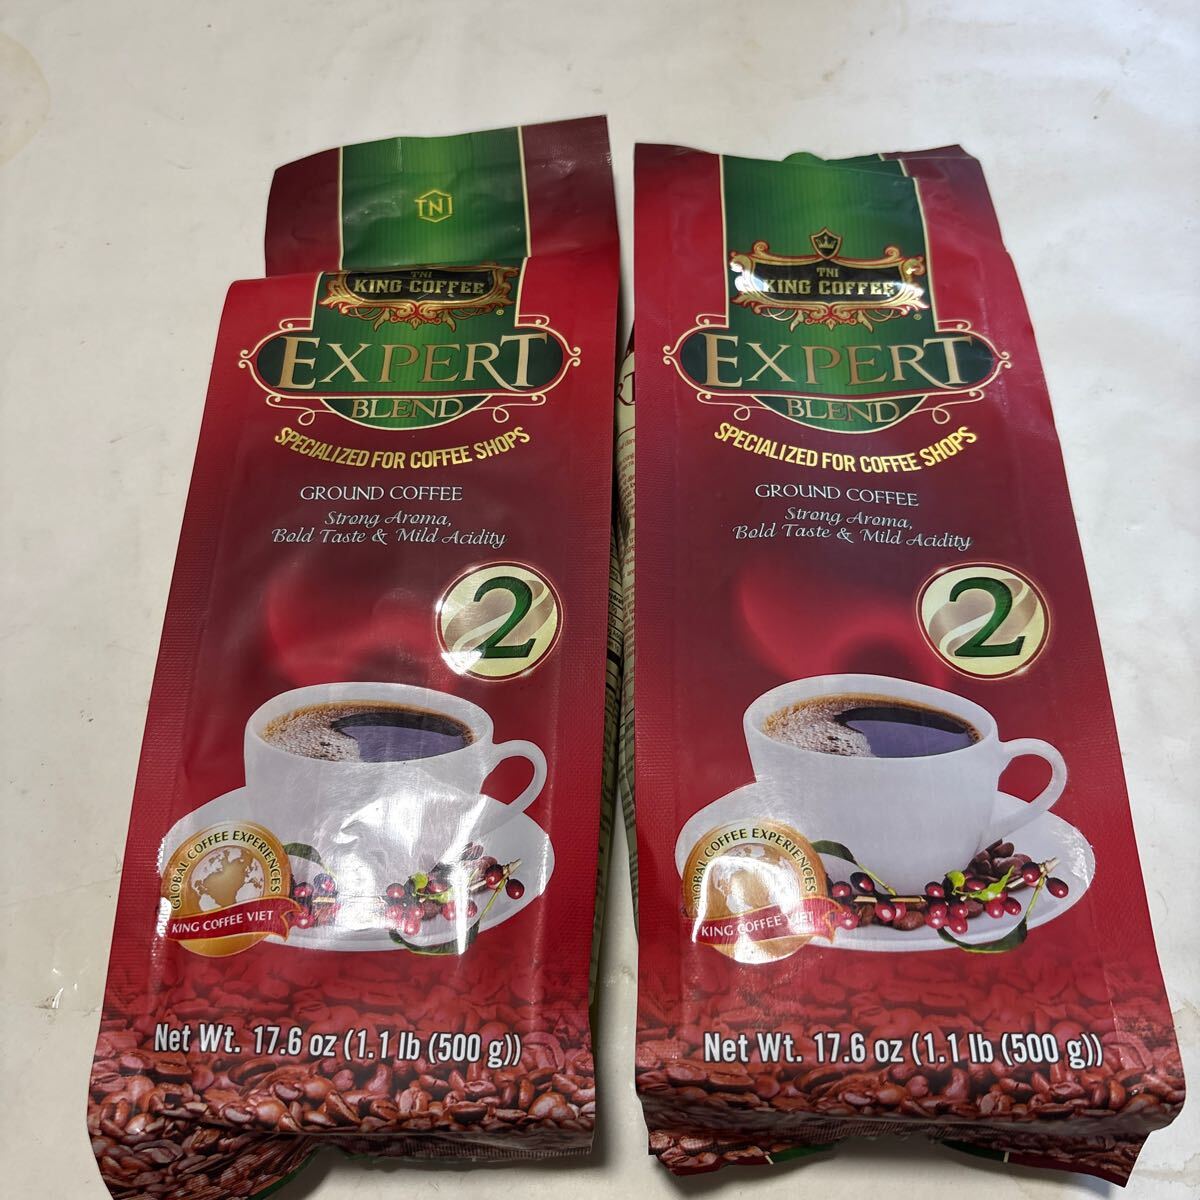 TNI
TNI
KING COFFEE
EXPERT
BLEND
SPECIALIZED FOR COFFEE SHOPS
GROUND COFFEE
Strong Aroma,
Bold Taste & Mild Acidity
2
GLOBAL COFFEE EXPERIENCES
KING COFFEE VIET
Net Wt. 17.6 oz (1.1 lb (500 g))
TNI
KING COFFEE
EXPERT
BLEND
SPECIALIZED FOR COFFEE SHOPS
GROUND COFFEE
Strong Aroma,
Bold Taste & Mild Acidity
2
GLOBAL COFFEE EXPERIENCES
KING COFFEE VIET
Net Wt. 17.6 oz (1.1 lb (500 g))